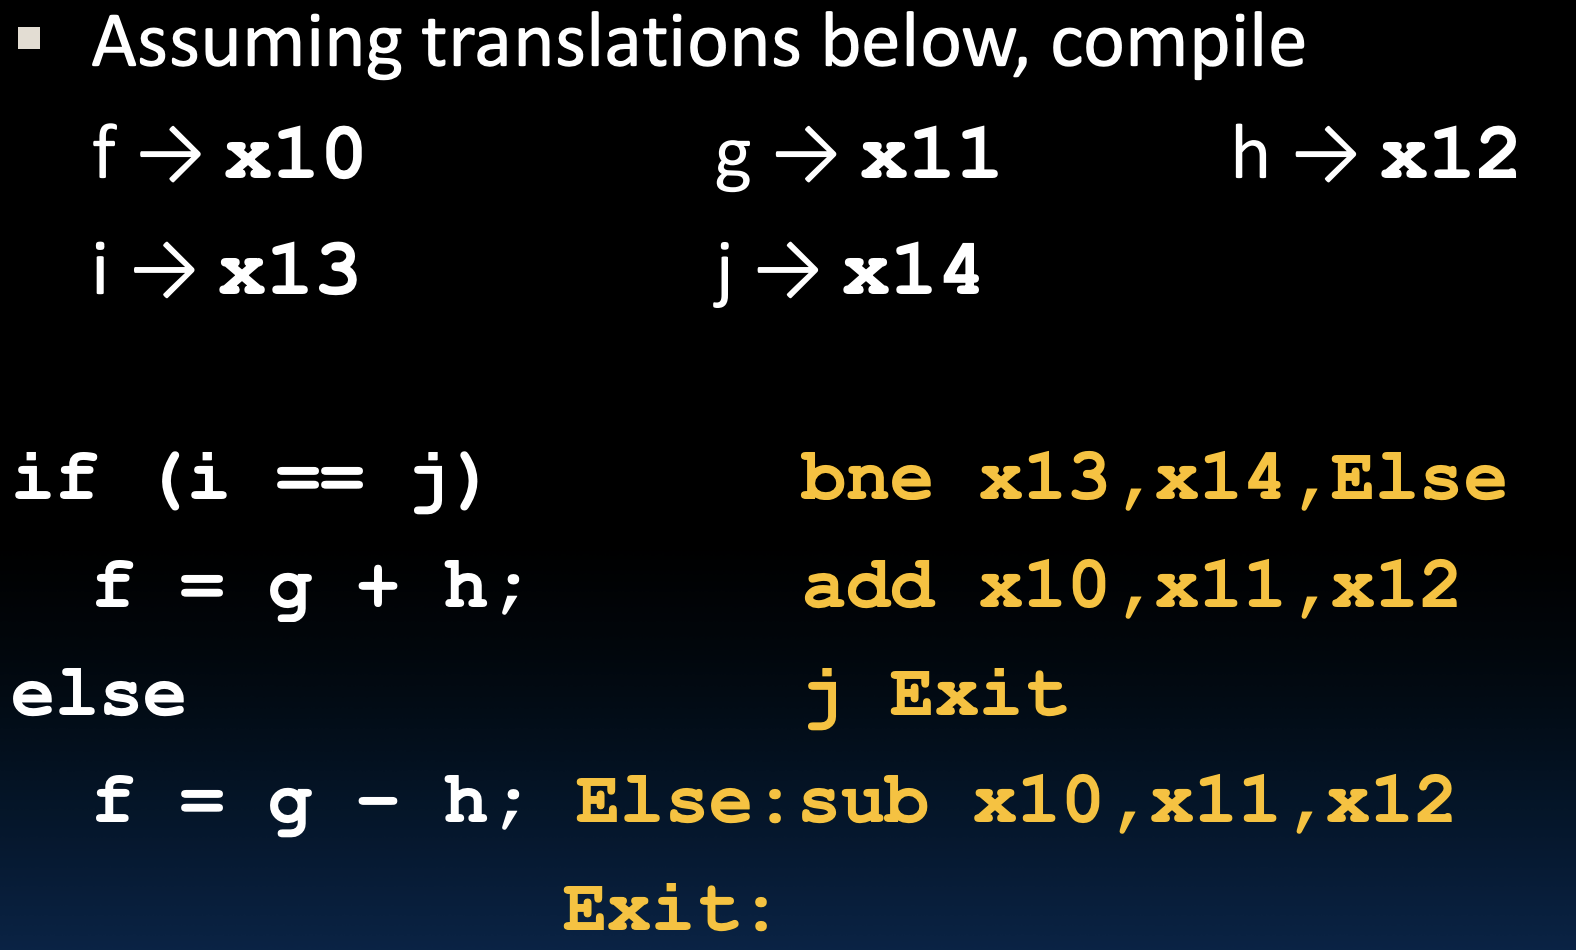 ▪ Assuming translations below, compile
f → x10 g → x11 h → x12
i → x13 j → x14
if (i == j) bne x13,x14,Else
f = g + h; add x10,x11,x12
else j Exit
f = g - h; Else:sub x10,x11,x12
Exit: